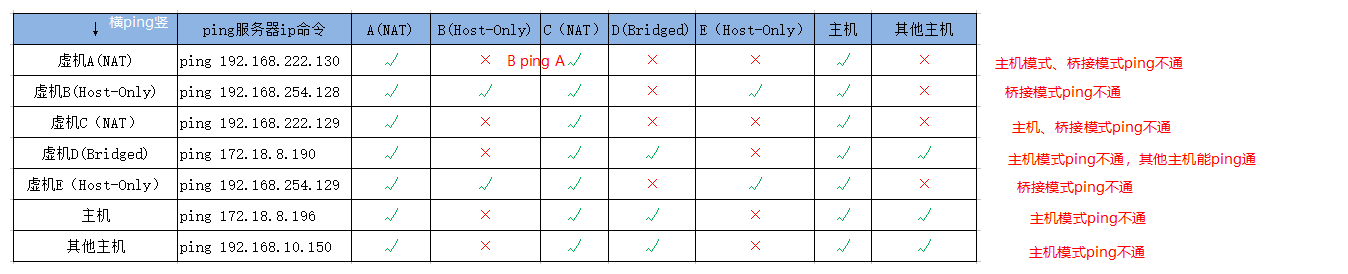 横ping竖
↓ ping服务器ip命令 A(NAT) B(Host-Only) C（NAT） D(Bridged) E（Host-Only） 主机 其他主机
虚机A(NAT) ping 192.168.222.130 ✓ × B ping A ✓ × × ✓ × 主机模式、桥接模式ping不通
虚机B(Host-Only) ping 192.168.254.128 ✓ ✓ ✓ × ✓ ✓ × 桥接模式ping不通
虚机C（NAT） ping 192.168.222.129 ✓ × ✓ × × ✓ × 主机、桥接模式ping不通
虚机D(Bridged) ping 172.18.8.190 ✓ × ✓ ✓ × ✓ ✓ 主机模式ping不通，其他主机能ping通
虚机E（Host-Only） ping 192.168.254.129 ✓ ✓ ✓ × ✓ ✓ × 桥接模式ping不通
主机 ping 172.18.8.196 ✓ × ✓ ✓ × ✓ ✓ 主机模式ping不通
其他主机 ping 192.168.10.150 ✓ × ✓ ✓ × ✓ ✓ 主机模式ping不通